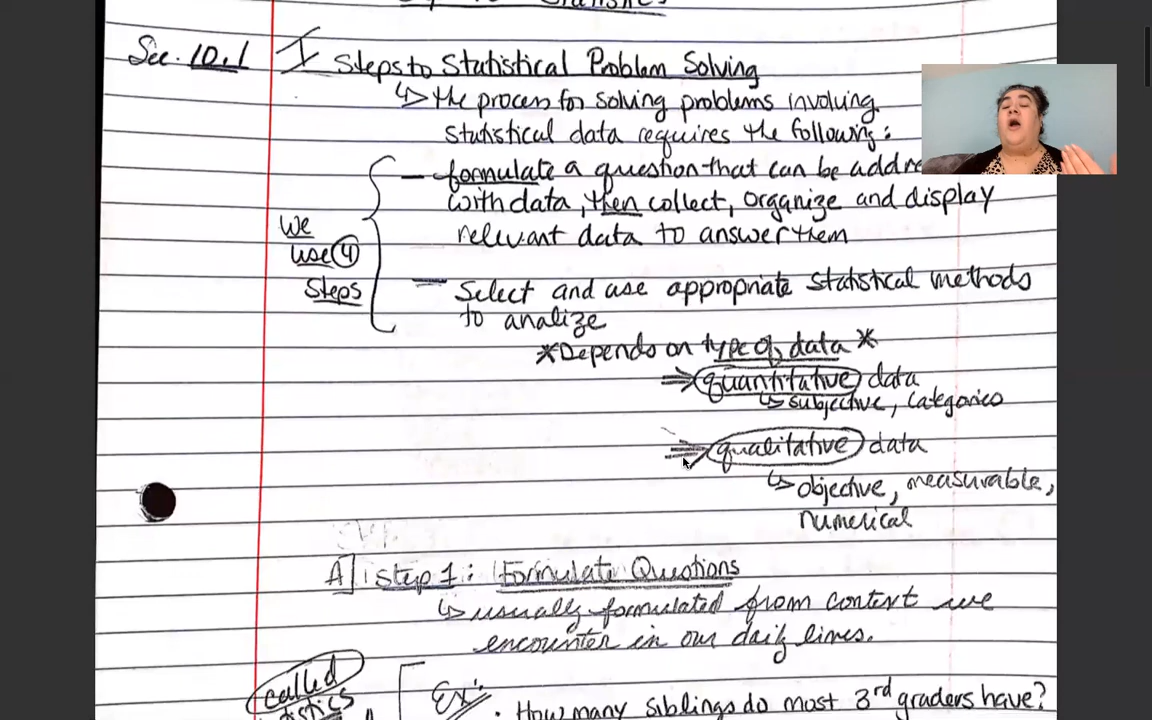 Statistics
Sec. 10.1 I Steps to Statistical Problem Solving
↳ the process for solving problems involving
statistical data requires the following:
— formulate a question that can be
with data, then collect, organize and display
relevant data to answer them
We
use 4
Steps
— Select and use appropriate statistical methods
to analize
*Depends on type of data*
⇒ quantitative data
↳ subjective, categorico
⇒ qualitative data
↳ objective, measurable,
numerical
A] Step 1: Formulate Questions
↳ usually formulated from context we
encounter in our daily lives.
called
Ex:
· How many siblings do most 3rd graders have?